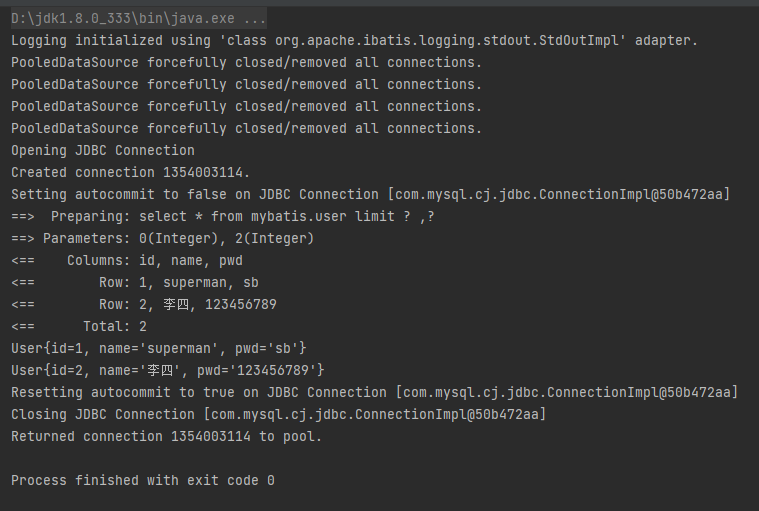 D:\jdk1.8.0_333\bin\java.exe ...
Logging initialized using 'class org.apache.ibatis.logging.stdout.StdOutImpl' adapter.
PooledDataSource forcefully closed/removed all connections.
PooledDataSource forcefully closed/removed all connections.
PooledDataSource forcefully closed/removed all connections.
PooledDataSource forcefully closed/removed all connections.
Opening JDBC Connection
Created connection 1354003114.
Setting autocommit to false on JDBC Connection [com.mysql.cj.jdbc.ConnectionImpl@50b472aa]
==>  Preparing: select * from mybatis.user limit ? ,?
==> Parameters: 0(Integer), 2(Integer)
<==    Columns: id, name, pwd
<==        Row: 1, superman, sb
<==        Row: 2, 李四, 123456789
<==      Total: 2
User{id=1, name='superman', pwd='sb'}
User{id=2, name='李四', pwd='123456789'}
Resetting autocommit to true on JDBC Connection [com.mysql.cj.jdbc.ConnectionImpl@50b472aa]
Closing JDBC Connection [com.mysql.cj.jdbc.ConnectionImpl@50b472aa]
Returned connection 1354003114 to pool.
Process finished with exit code 0